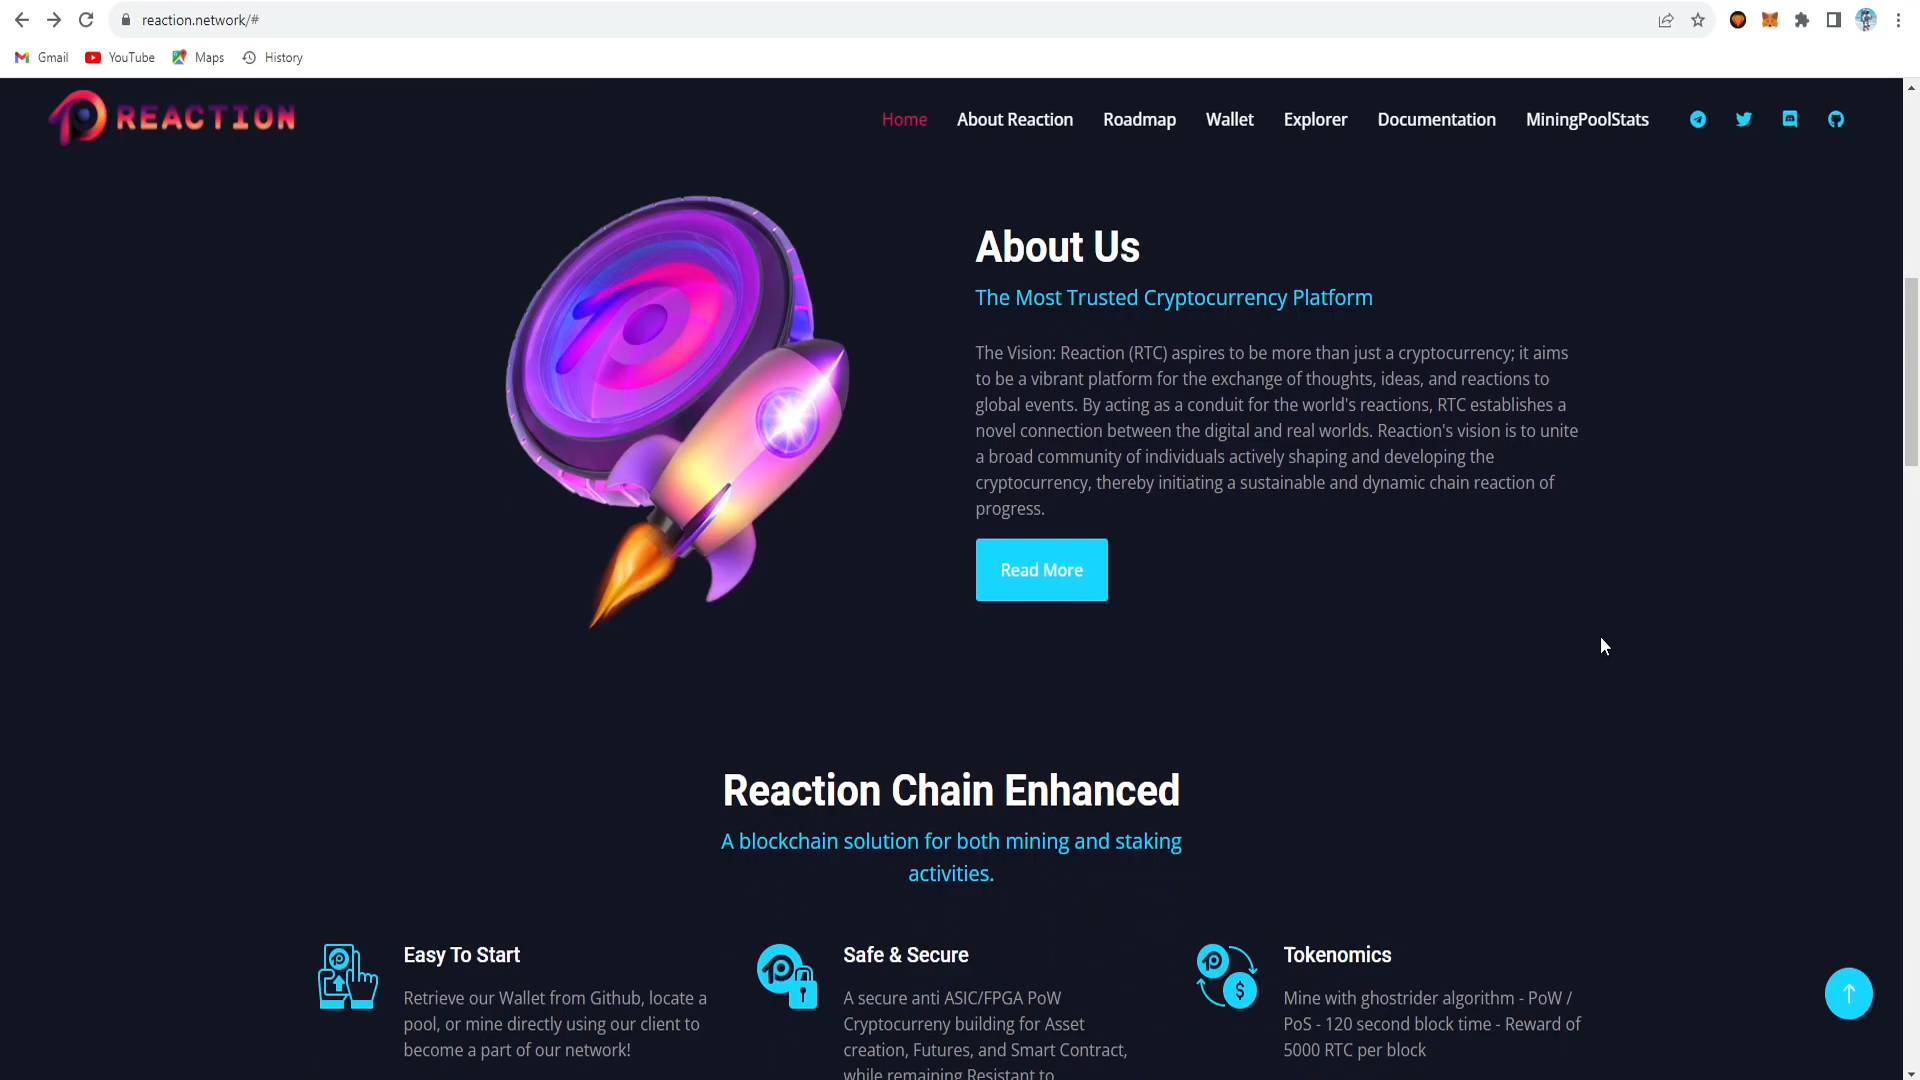 reaction.network/#
Gmail YouTube Maps History
REACTION
Home About Reaction Roadmap Wallet Explorer Documentation MiningPoolStats
About Us
The Most Trusted Cryptocurrency Platform
The Vision: Reaction (RTC) aspires to be more than just a cryptocurrency; it aims
to be a vibrant platform for the exchange of thoughts, ideas, and reactions to
global events. By acting as a conduit for the world's reactions, RTC establishes a
novel connection between the digital and real worlds. Reaction's vision is to unite
a broad community of individuals actively shaping and developing the
cryptocurrency, thereby initiating a sustainable and dynamic chain reaction of
progress.
Read More
Reaction Chain Enhanced
A blockchain solution for both mining and staking
activities.
Easy To Start
Retrieve our Wallet from Github, locate a
pool, or mine directly using our client to
become a part of our network!
Safe & Secure
A secure anti ASIC/FPGA PoW
Cryptocurreny building for Asset
creation, Futures, and Smart Contract,
while remaining Resistant to
Tokenomics
Mine with ghostrider algorithm - PoW /
PoS - 120 second block time - Reward of
5000 RTC per block